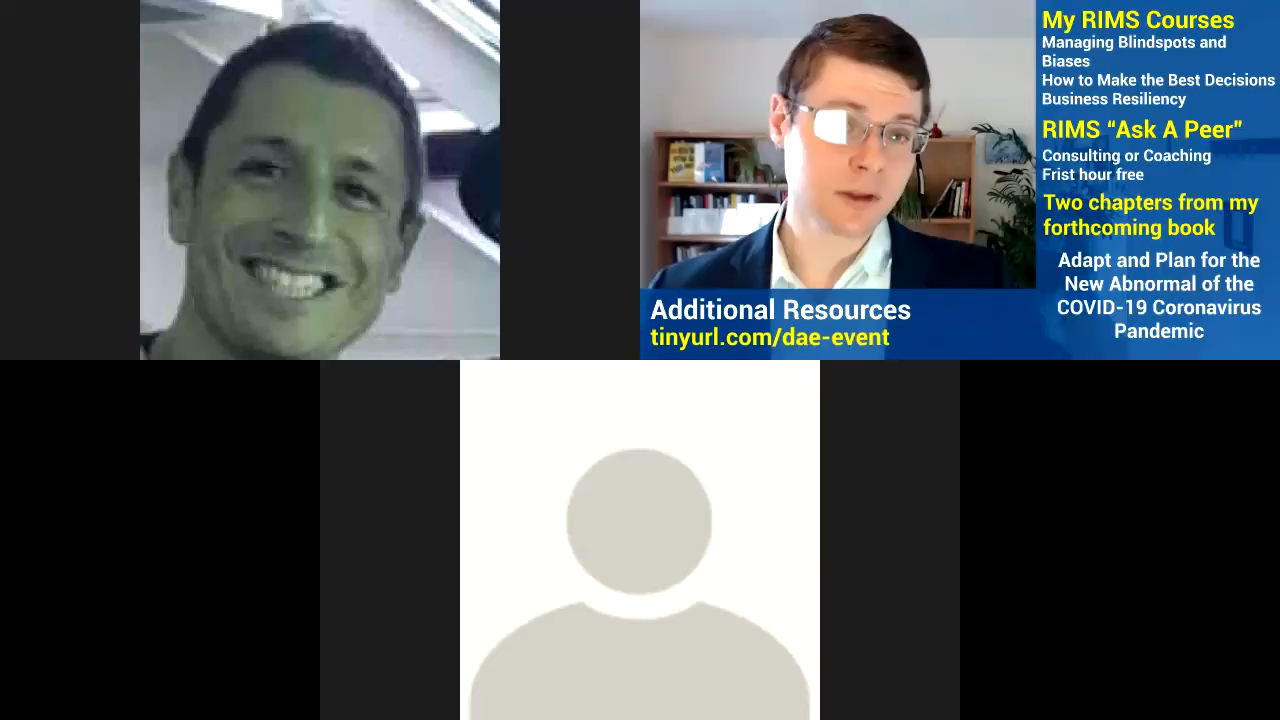 My RIMS Courses
Managing Blindspots and
Biases
How to Make the Best Decisions
Business Resiliency
RIMS “Ask A Peer”
Consulting or Coaching
Frist hour free
Two chapters from my
forthcoming book
Adapt and Plan for the
New Abnormal of the
COVID-19 Coronavirus
Pandemic
Additional Resources
tinyurl.com/dae-event